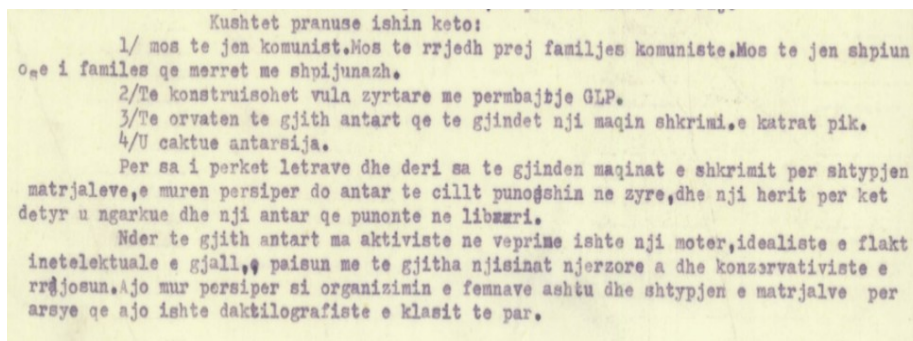 Kushtet pranuse ishin keto:
1/ mos te jen komunist.Mos te rrjedh prej familjes komuniste.Mos te jen shpiun
ose i familes qe merret me shpijunazh.
2/Te konstruisohet vula zyrtare me permbajtje GLP.
3/Te orvaten te gjith antart qe te gjindet nji maqin shkrimi.e katrat pik.
4/U caktue antarsija.
Per sa i perket letrave dhe deri sa te gjinden maqinat e shkrimit per shtypjen
matrjaleve,e muren persiper do antar te cillt punojshin ne zyre,dhe nji herit per ket
detyr u ngarkue dhe nji antar qe punonte ne librari.
Nder te gjith antart ma aktiviste ne veprime ishte nji moter,idealiste e flakt
inetelektuale e gjall,e paisun me te gjitha njisinat njerzore a dhe konzervativiste e
rrajosun.Ajo mur persiper si organizimin e femnave ashtu dhe shtypjen e matrjalve per
arsye qe ajo ishte daktilografiste e klasit te par.